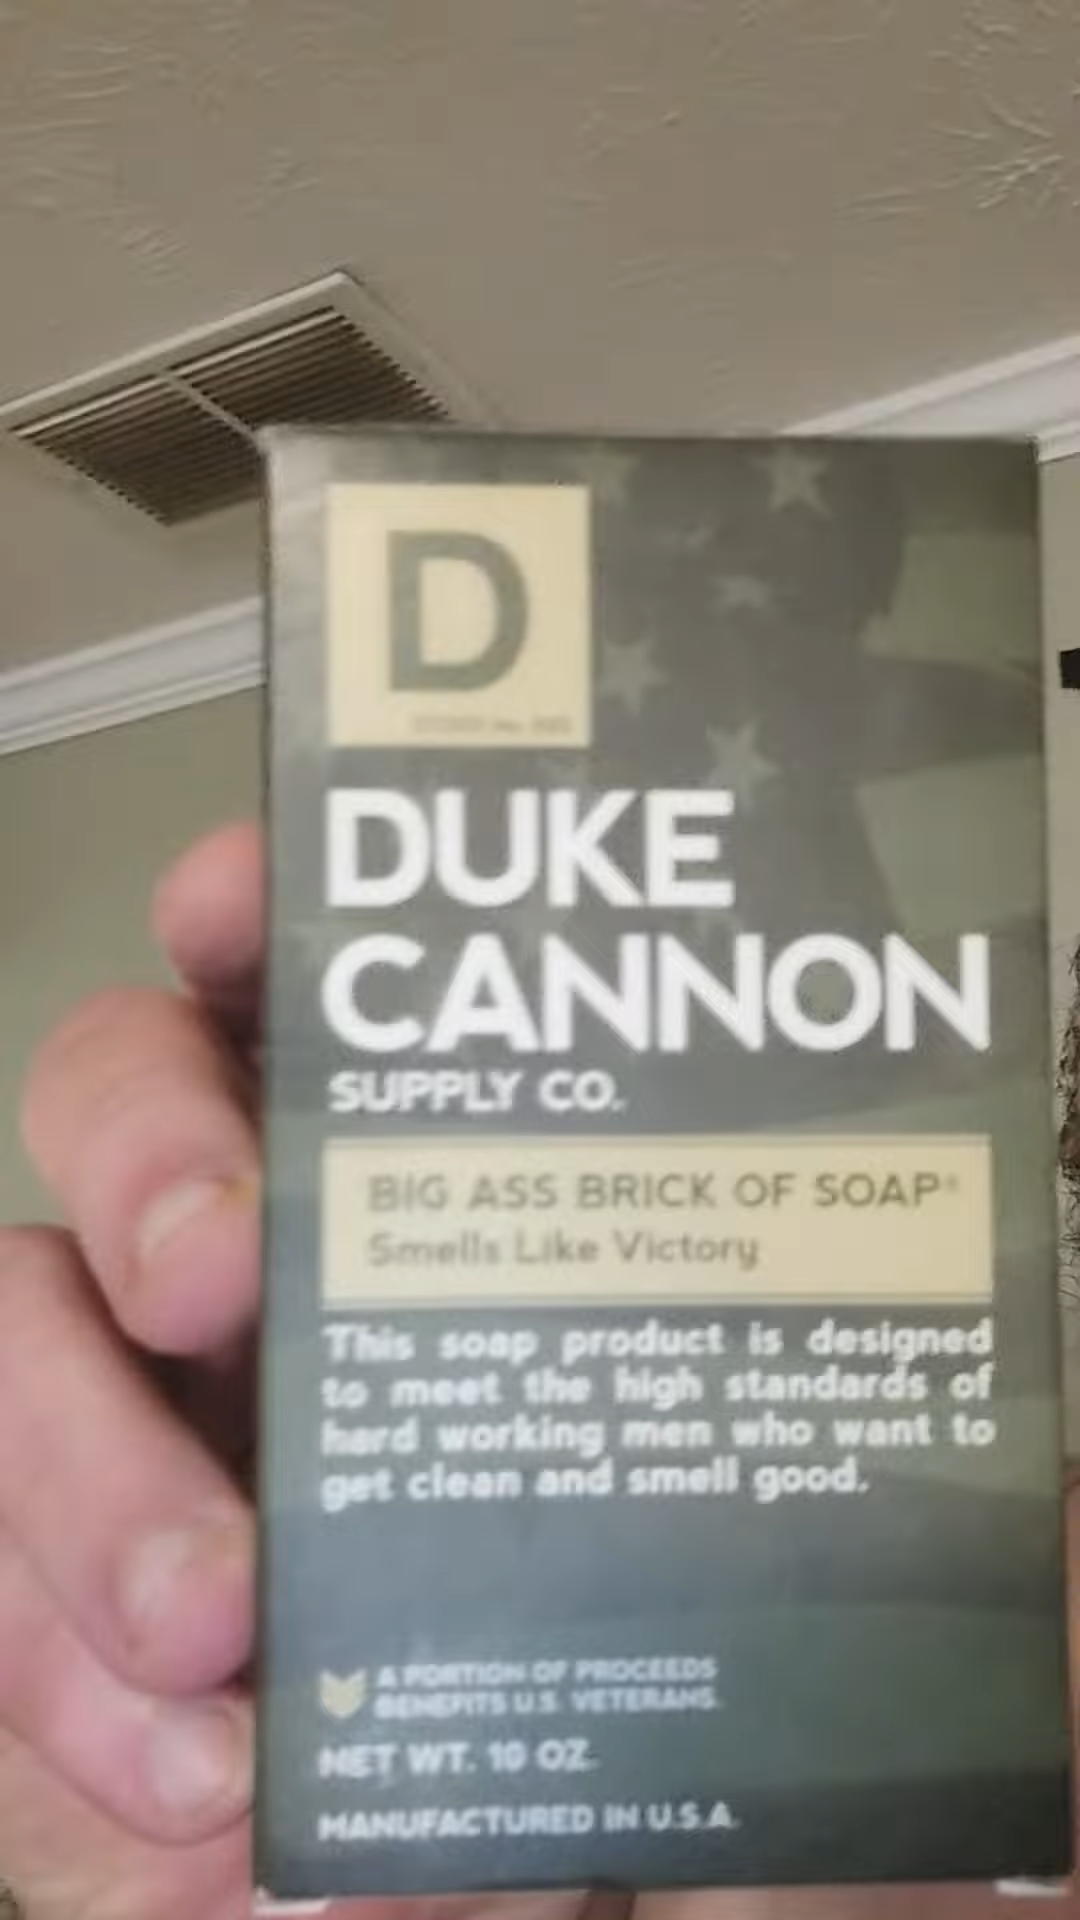 D
DUKE
CANNON
SUPPLY CO.
BIG ASS BRICK OF SOAP®
Smells Like Victory
This soap product is designed
to meet the high standards of
hard working men who want to
get clean and smell good.
A PORTION OF PROCEEDS
BENEFITS U.S. VETERANS.
NET WT. 10 OZ.
MANUFACTURED IN U.S.A.